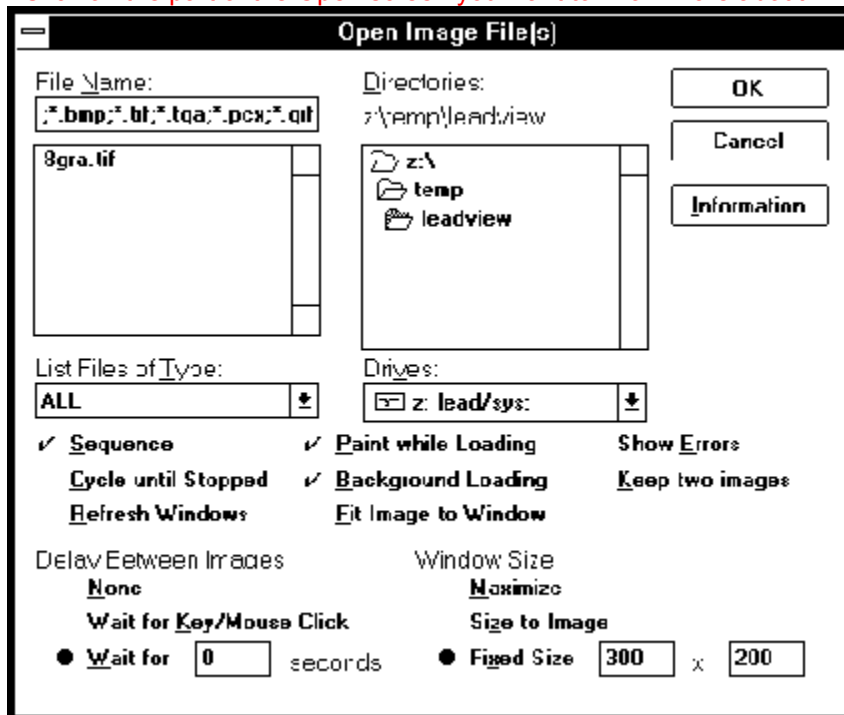 Open Image File(s)
File Name:
;*.bmp;*.tif;*.tga;*.pcx;*.gif
8gra.tif
Directories:
z:\temp\leadview
z:\
temp
leadview
OK
Cancel
Information
List Files of Type:
ALL
Drives:
z: lead/sys:
Sequence
Paint while Loading
Show Errors
Cycle until Stopped
Background Loading
Keep two images
Refresh Windows
Fit Image to Window
Delay Between Images
None
Wait for Key/Mouse Click
Wait for 0 seconds
Window Size
Maximize
Size to Image
Fixed Size 300 x 200